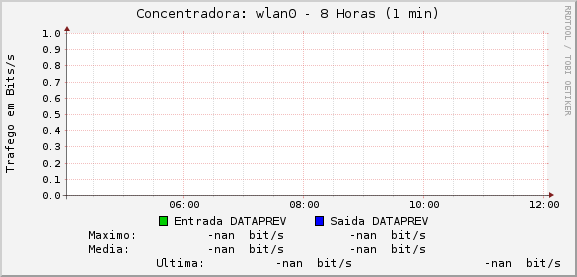 Concentradora: wlan0 - 8 Horas (1 min)
RRDTOOL / TOBI OETIKER
Trafego em Bits/s
1.0
0.9
0.8
0.7
0.6
0.5
0.4
0.3
0.2
0.1
0.0
06:00 08:00 10:00 12:00
Entrada DATAPREV Saida DATAPREV
Maximo: -nan bit/s -nan bit/s
Media: -nan bit/s -nan bit/s
Ultima: -nan bit/s -nan bit/s